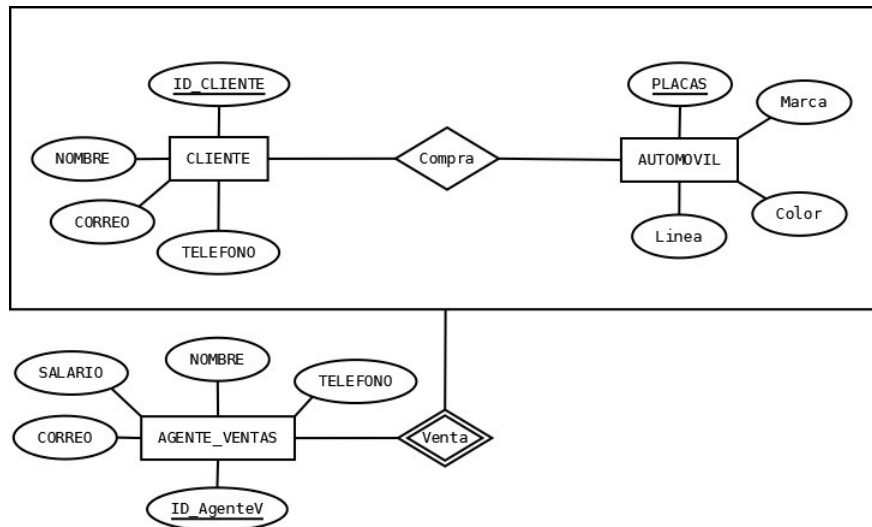 ID_CLIENTE
PLACAS
Marca
NOMBRE
CLIENTE
Compra
AUTOMOVIL
CORREO
Color
TELEFONO
Linea
SALARIO
NOMBRE
TELEFONO
CORREO
AGENTE_VENTAS
Venta
ID_AgenteV